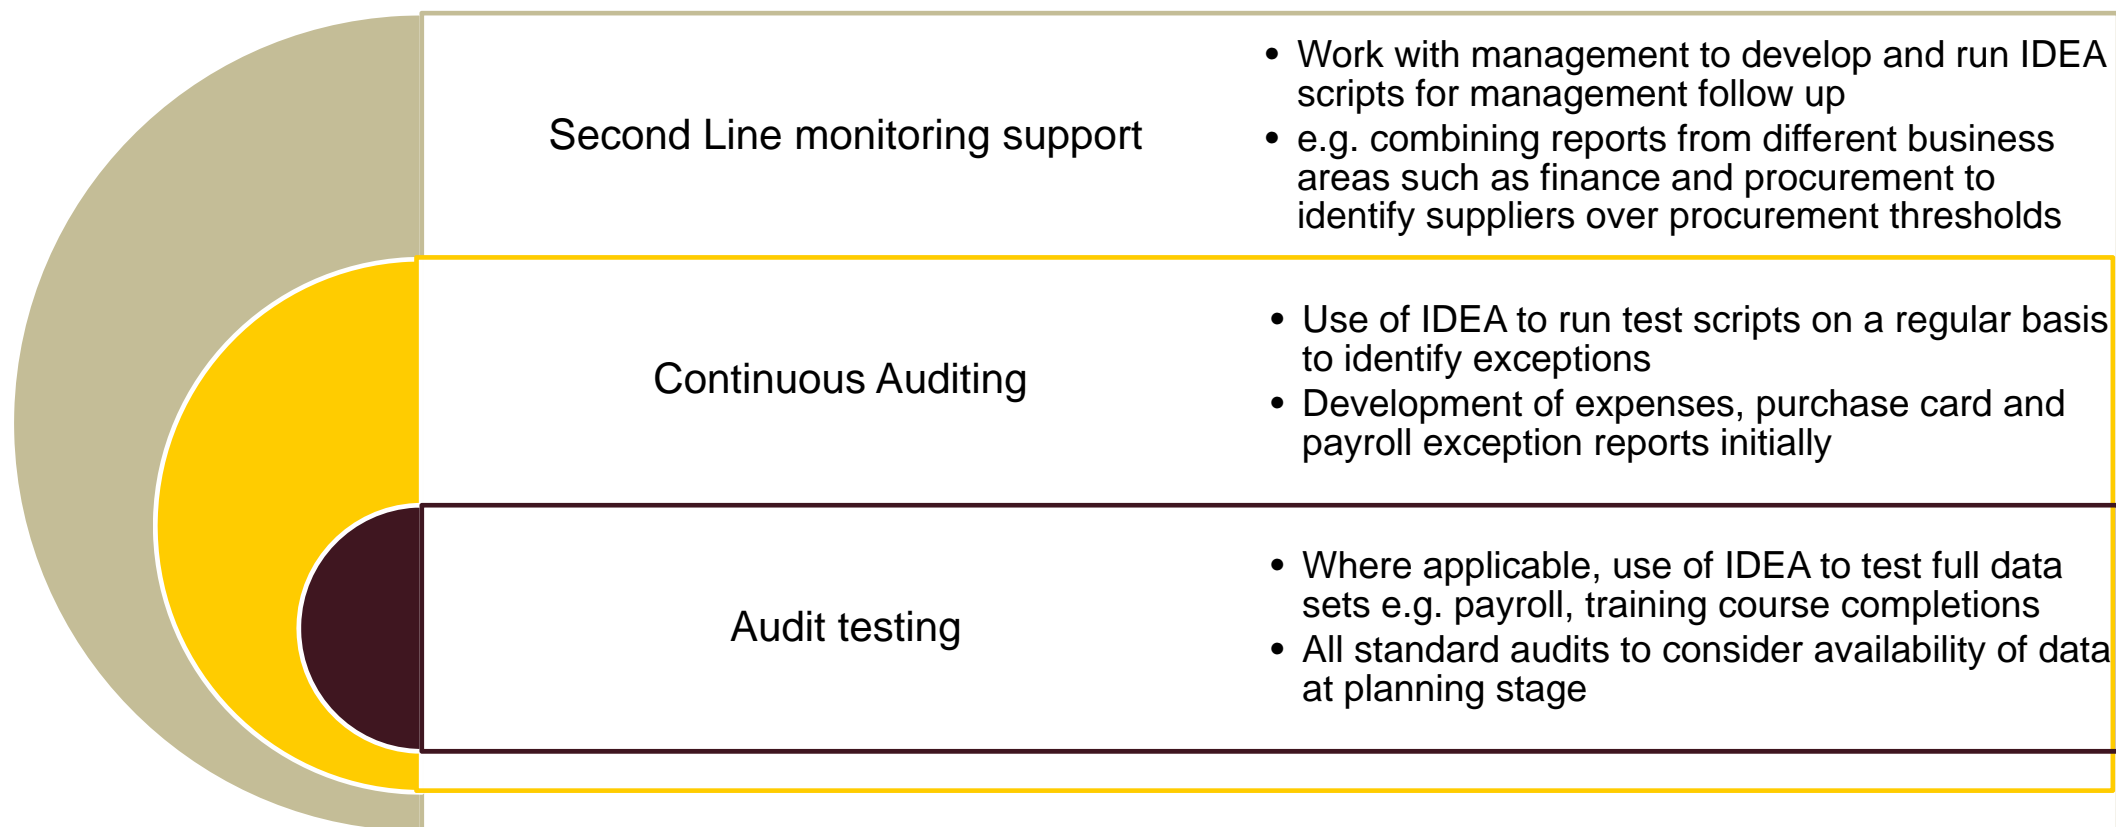 Second Line monitoring support
• Work with management to develop and run IDEA
scripts for management follow up
• e.g. combining reports from different business
areas such as finance and procurement to
identify suppliers over procurement thresholds
Continuous Auditing
• Use of IDEA to run test scripts on a regular basis
to identify exceptions
• Development of expenses, purchase card and
payroll exception reports initially
Audit testing
• Where applicable, use of IDEA to test full data
sets e.g. payroll, training course completions
• All standard audits to consider availability of data
at planning stage